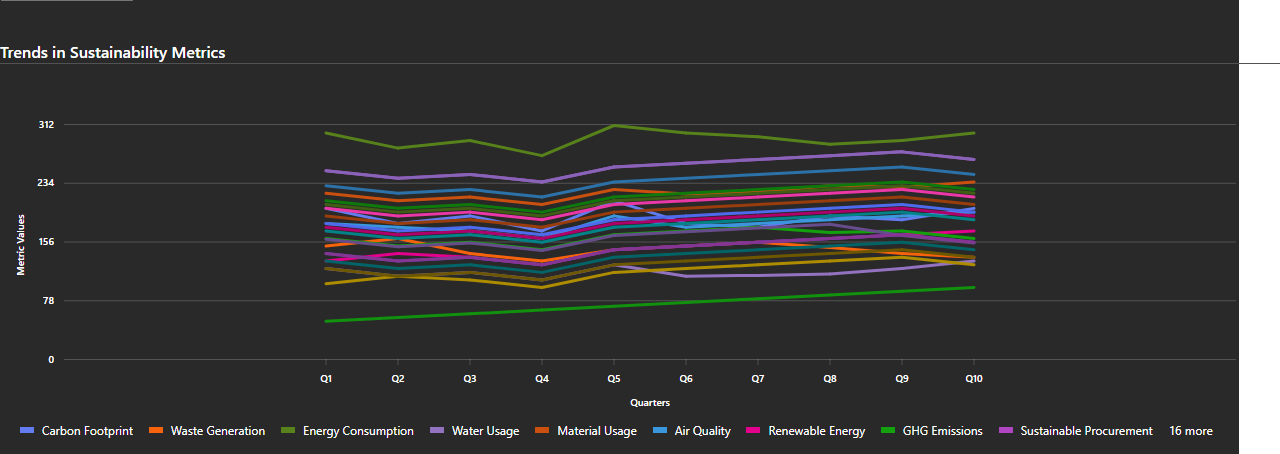 Trends in Sustainability Metrics
312
234
156
78
0
Metric Values
Q1 Q2 Q3 Q4 Q5 Q6 Q7 Q8 Q9 Q10
Quarters
Carbon Footprint Waste Generation Energy Consumption Water Usage Material Usage Air Quality Renewable Energy GHG Emissions Sustainable Procurement 16 more